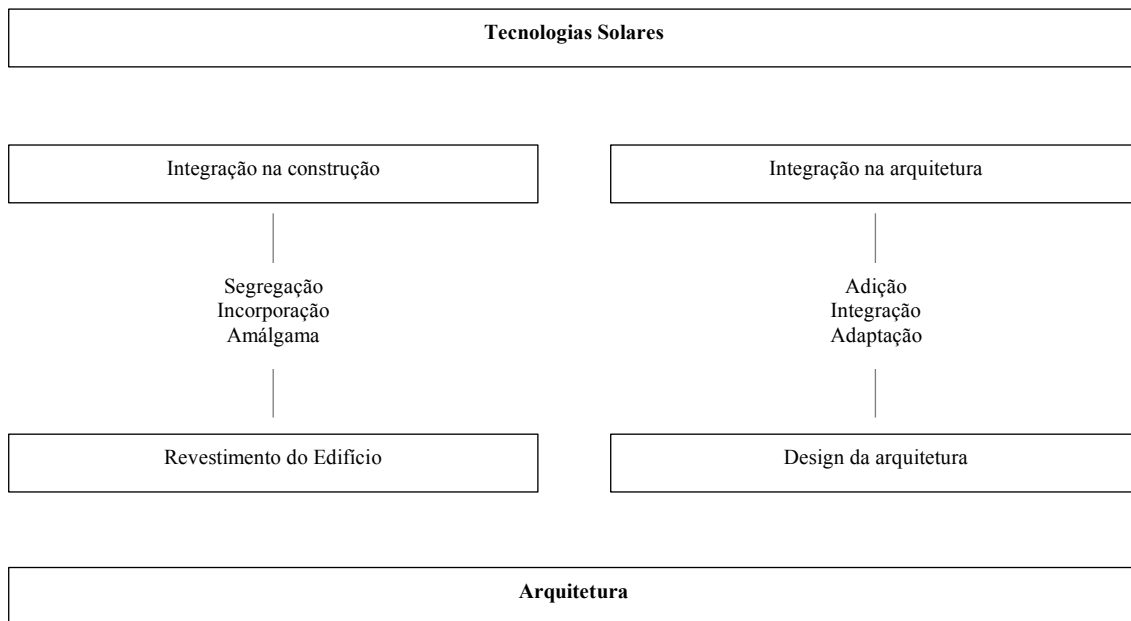 Tecnologias Solares
Integração na construção
Integração na arquitetura
Segregação
Incorporação
Amálgama
Adição
Integração
Adaptação
Revestimento do Edifício
Design da arquitetura
Arquitetura